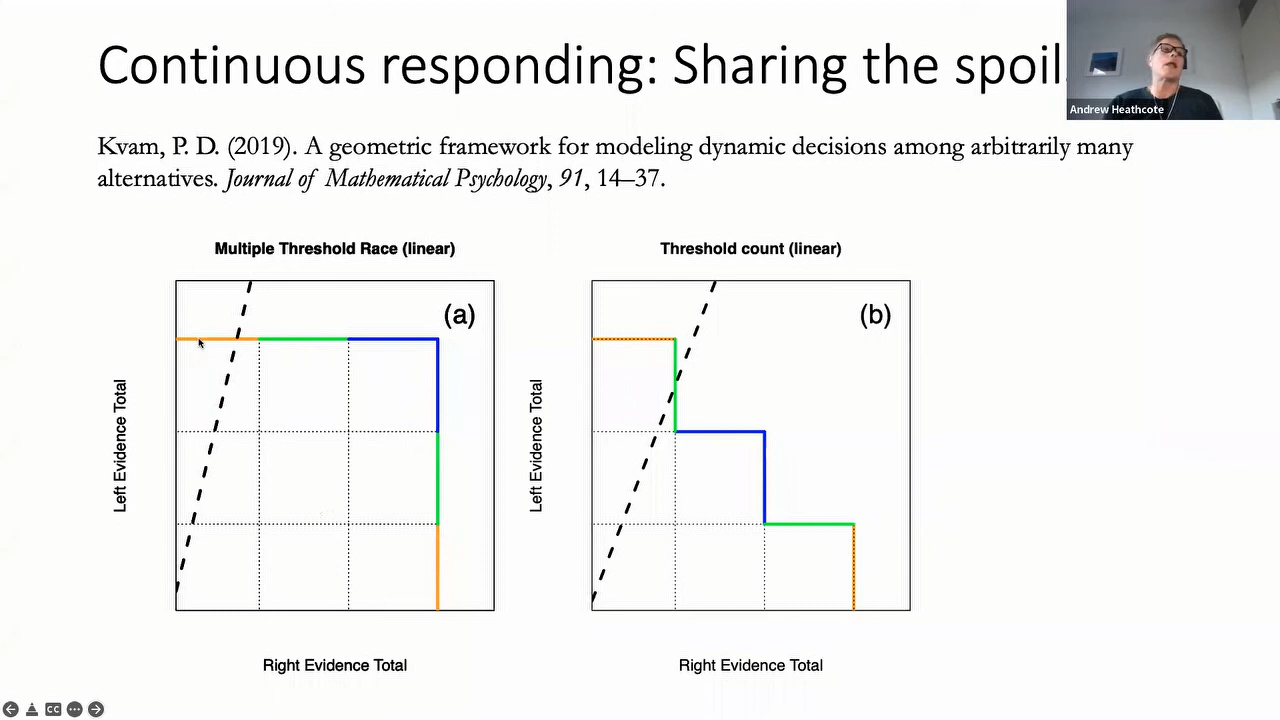 Continuous responding: Sharing the spoil
Andrew Heathcote
Kvam, P. D. (2019). A geometric framework for modeling dynamic decisions among arbitrarily many
alternatives. Journal of Mathematical Psychology, 91, 14–37.
Multiple Threshold Race (linear)
(a)
Left Evidence Total
Right Evidence Total
Threshold count (linear)
(b)
Left Evidence Total
Right Evidence Total
CC